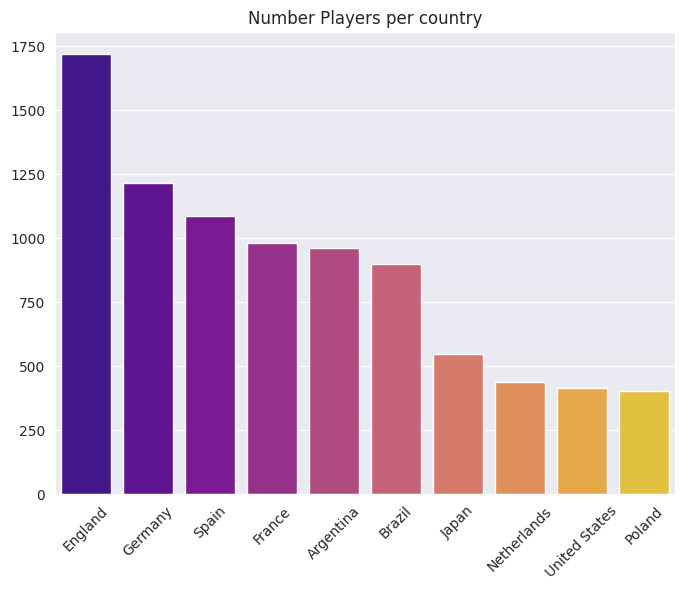 Number Players per country
1750
1500
1250
1000
750
500
250
0
England
Germany
Spain
France
Argentina
Brazil
Japan
Netherlands
United States
Poland